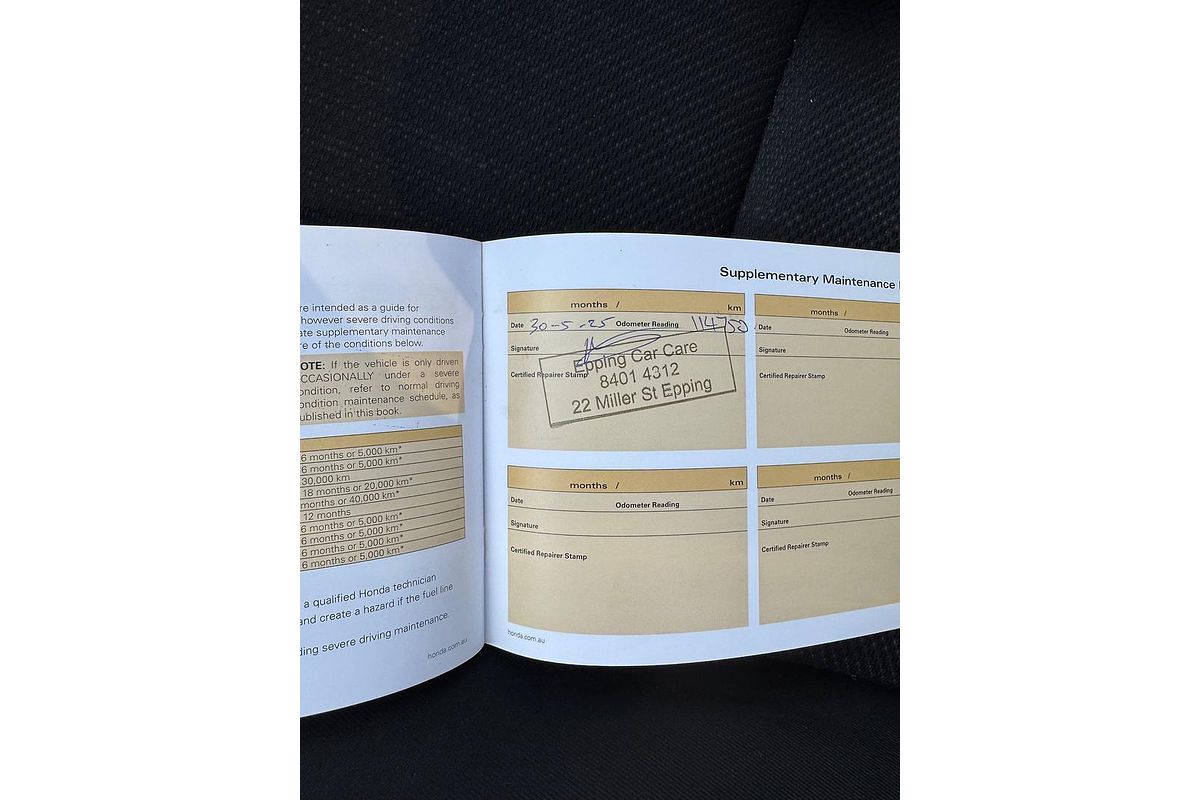 re intended as a guide for
however severe driving conditions
ate supplementary maintenance
re of the conditions below.
OTE: If the vehicle is only driven
CCASIONALLY under a severe
ondition, refer to normal driving
ondition maintenance schedule, as
ublished in this book.
6 months or 5,000 km*
6 months or 5,000 km*
30,000 km
18 months or 20,000 km*
months or 40,000 km*
12 months
6 months or 5,000 km*
6 months or 5,000 km*
6 months or 5,000 km*
6 months or 5,000 km*
a qualified Honda technician
and create a hazard if the fuel line
ding severe driving maintenance.
honda.com.au
Supplementary Maintenance
months / km
Date 30-5-25 Odometer Reading 114750
Signature
Certified Repairer Stamp
Epping Car Care
8401 4312
22 Miller St Epping
months /
Date Odometer Reading
Signature
Certified Repairer Stamp
months / km
Date Odometer Reading
Signature
Certified Repairer Stamp
months /
Date Odometer Reading
Signature
Certified Repairer Stamp
honda.com.au